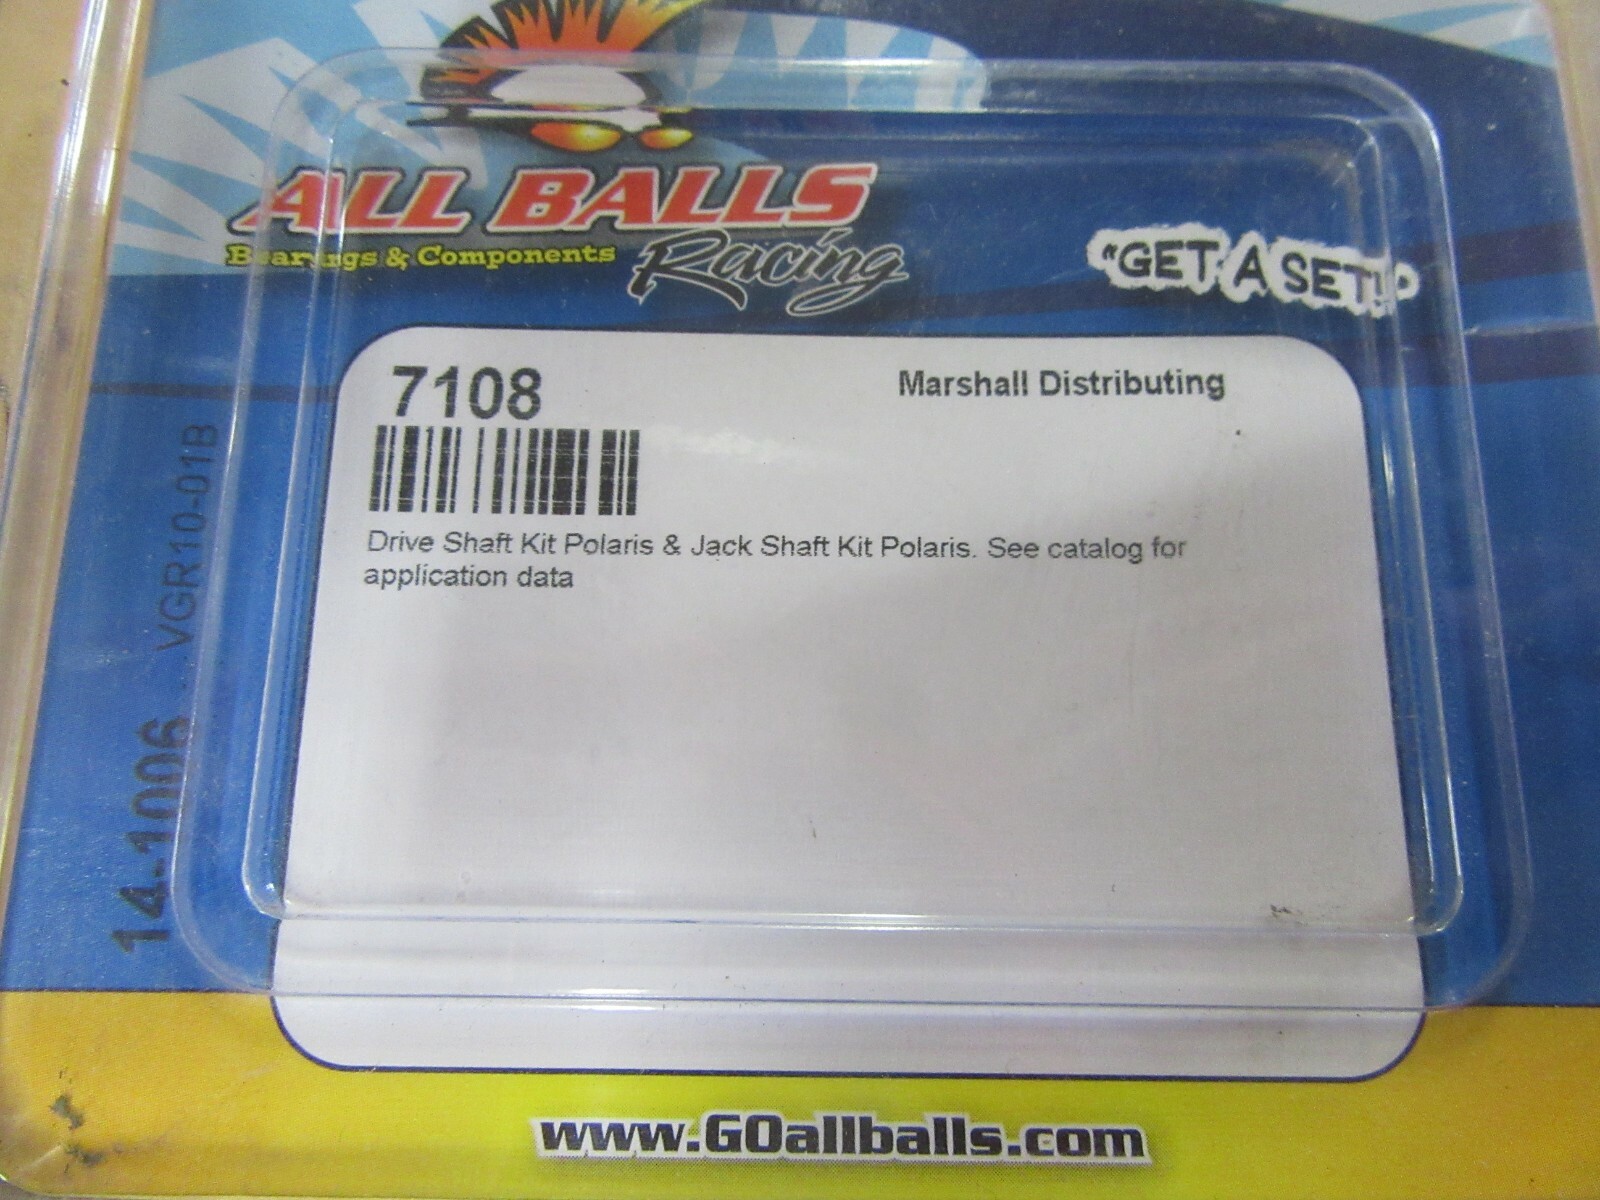 ALL BALLS
Bearings & Components
Racing
"GET A SET!"
7108
Marshall Distributing
Drive Shaft Kit Polaris & Jack Shaft Kit Polaris. See catalog for
application data
14-1006
VGR10-01B
www.GOallballs.com